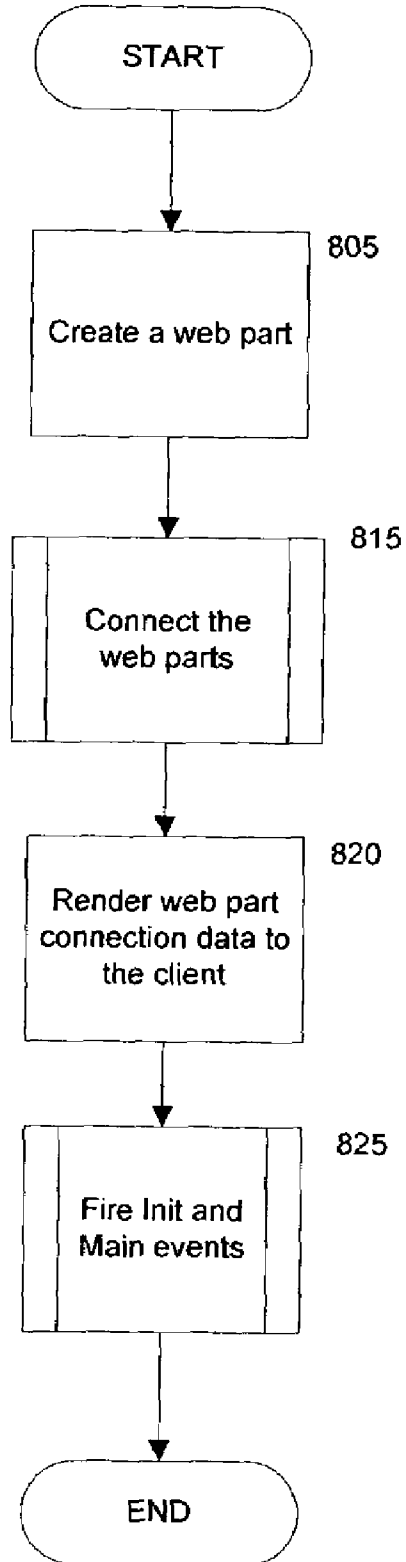 START
805
Create a web part
815
Connect the
web parts
820
Render web part
connection data to
the client
825
Fire Init and
Main events
END